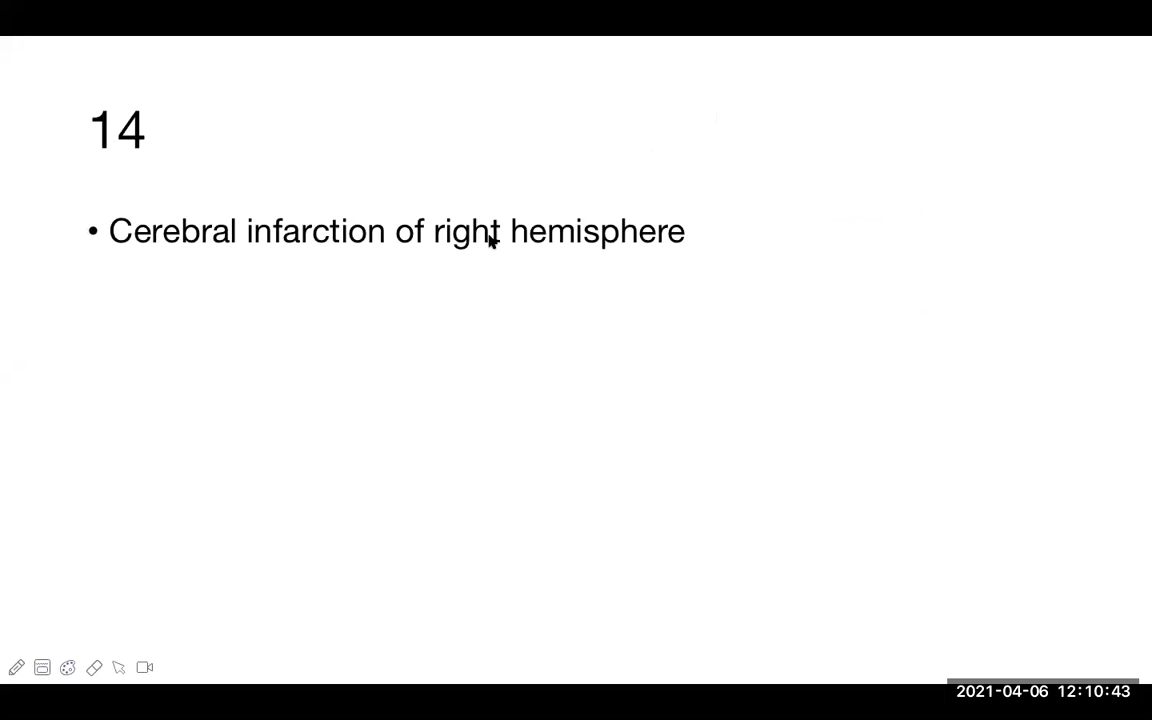 14
• Cerebral infarction of right hemisphere
2021-04-06 12:10:43